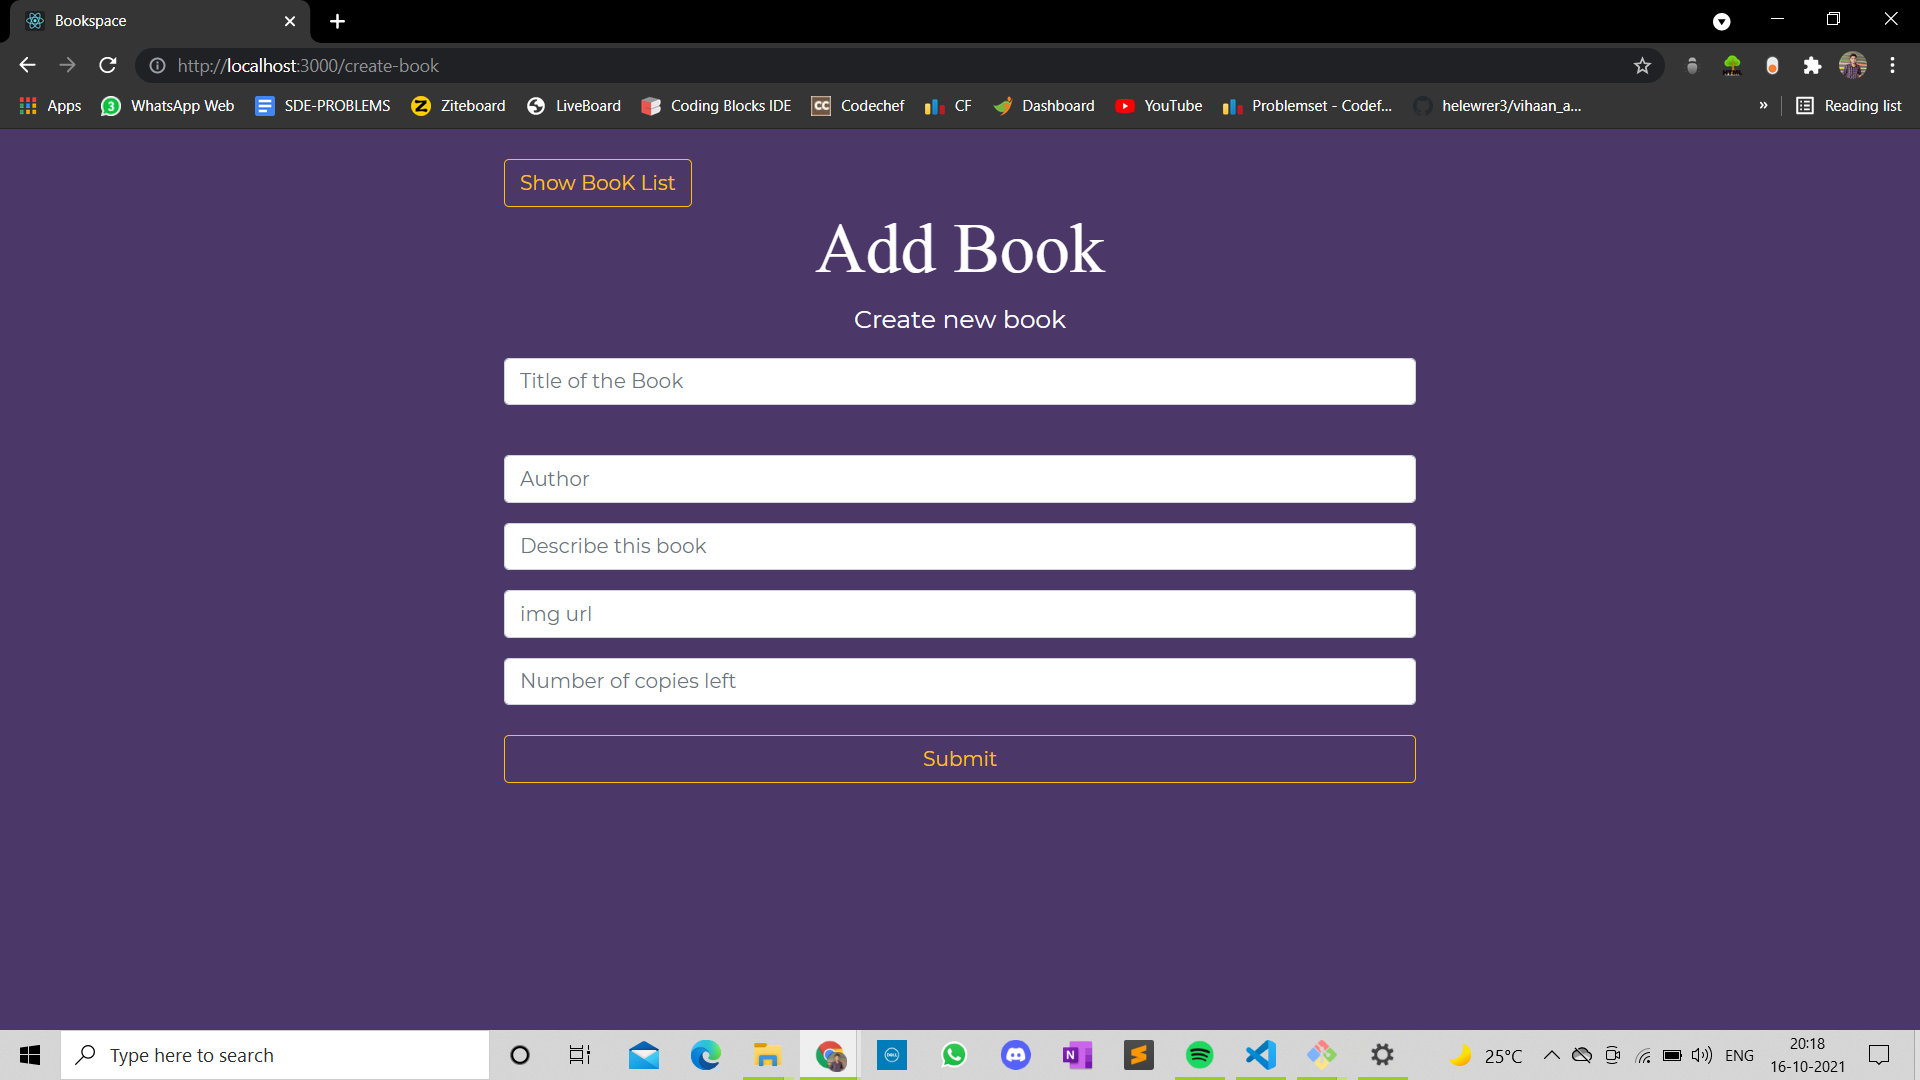 Bookspace
http://localhost:3000/create-book
Apps
3
WhatsApp Web
SDE-PROBLEMS
Z
Ziteboard
LiveBoard
Coding Blocks IDE
CC
Codechef
CF
Dashboard
YouTube
Problemset - Codef...
helewrer3/vihaan_a...
»
Reading list
Show BooK List
Add Book
Create new book
Title of the Book
Author
Describe this book
img url
Number of copies left
Submit
Type here to search
DELL
N
25°C
ENG
20:18
16-10-2021